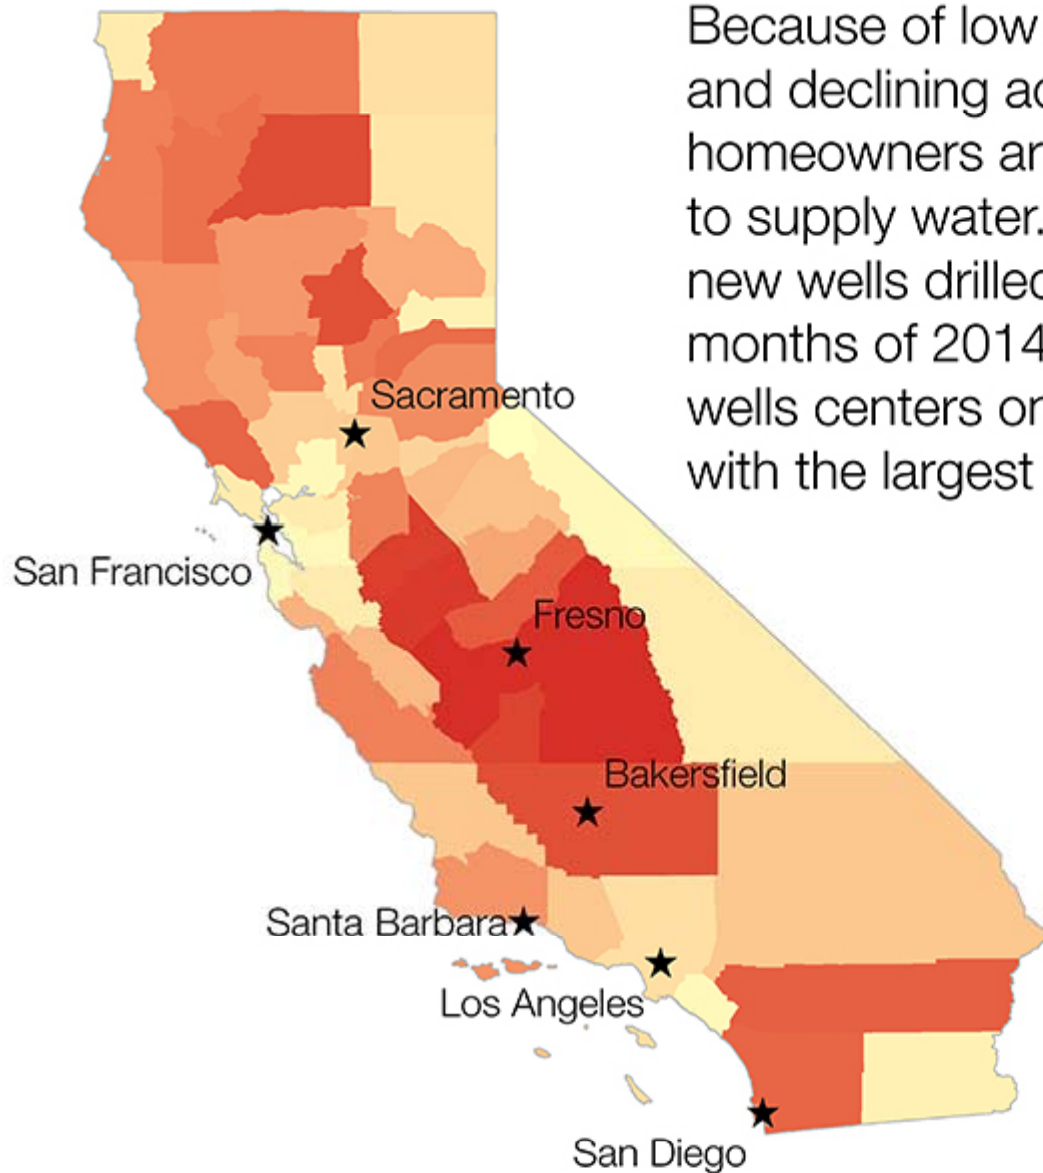 Because of low
and declining
homeowners
to supply water.
new wells drilled
months of 2014
wells centers
with the largest
Sacramento
San Francisco
Fresno
Bakersfield
Santa Barbara
Los Angeles
San Diego